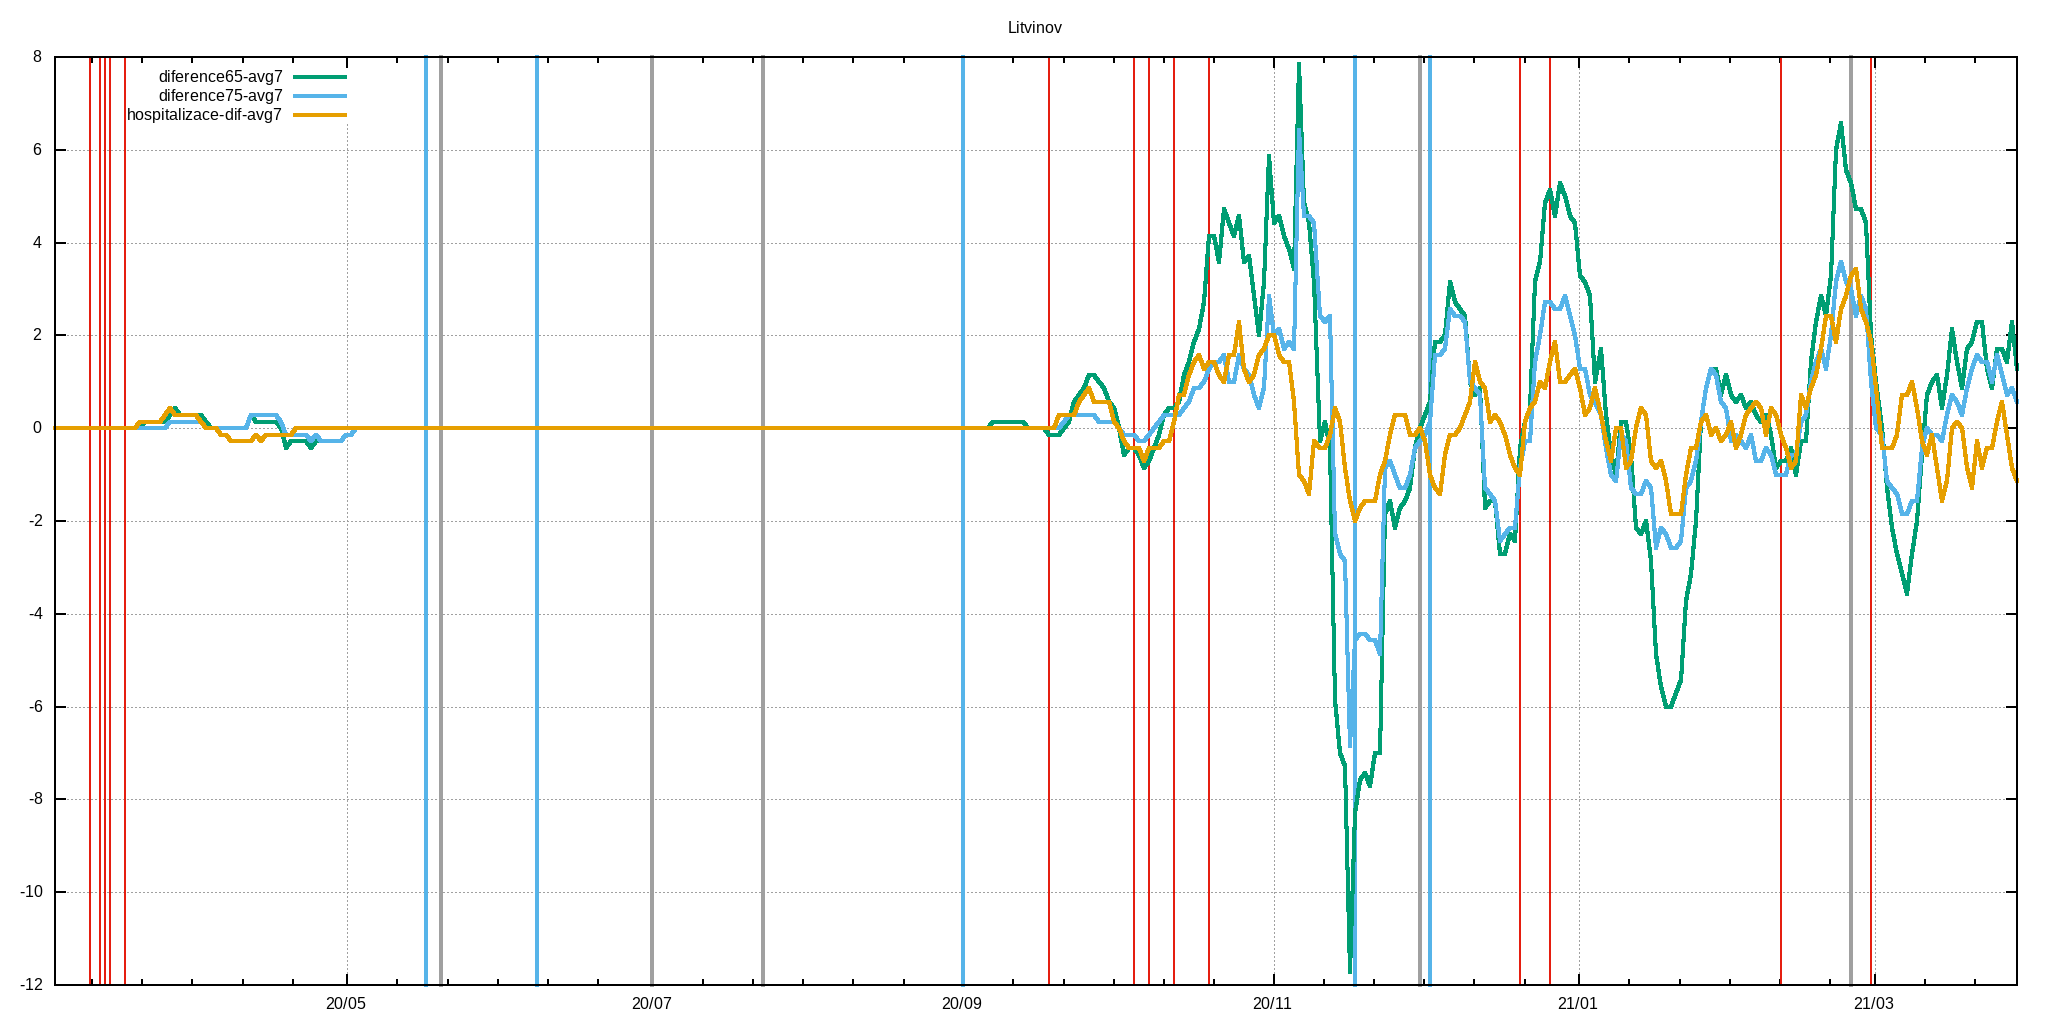 Litvinov
diference65-avg7
diference75-avg7
hospitalizace-dif-avg7
8
6
4
2
0
-2
-4
-6
-8
-10
-12
20/05 20/07 20/09 20/11 21/01 21/03